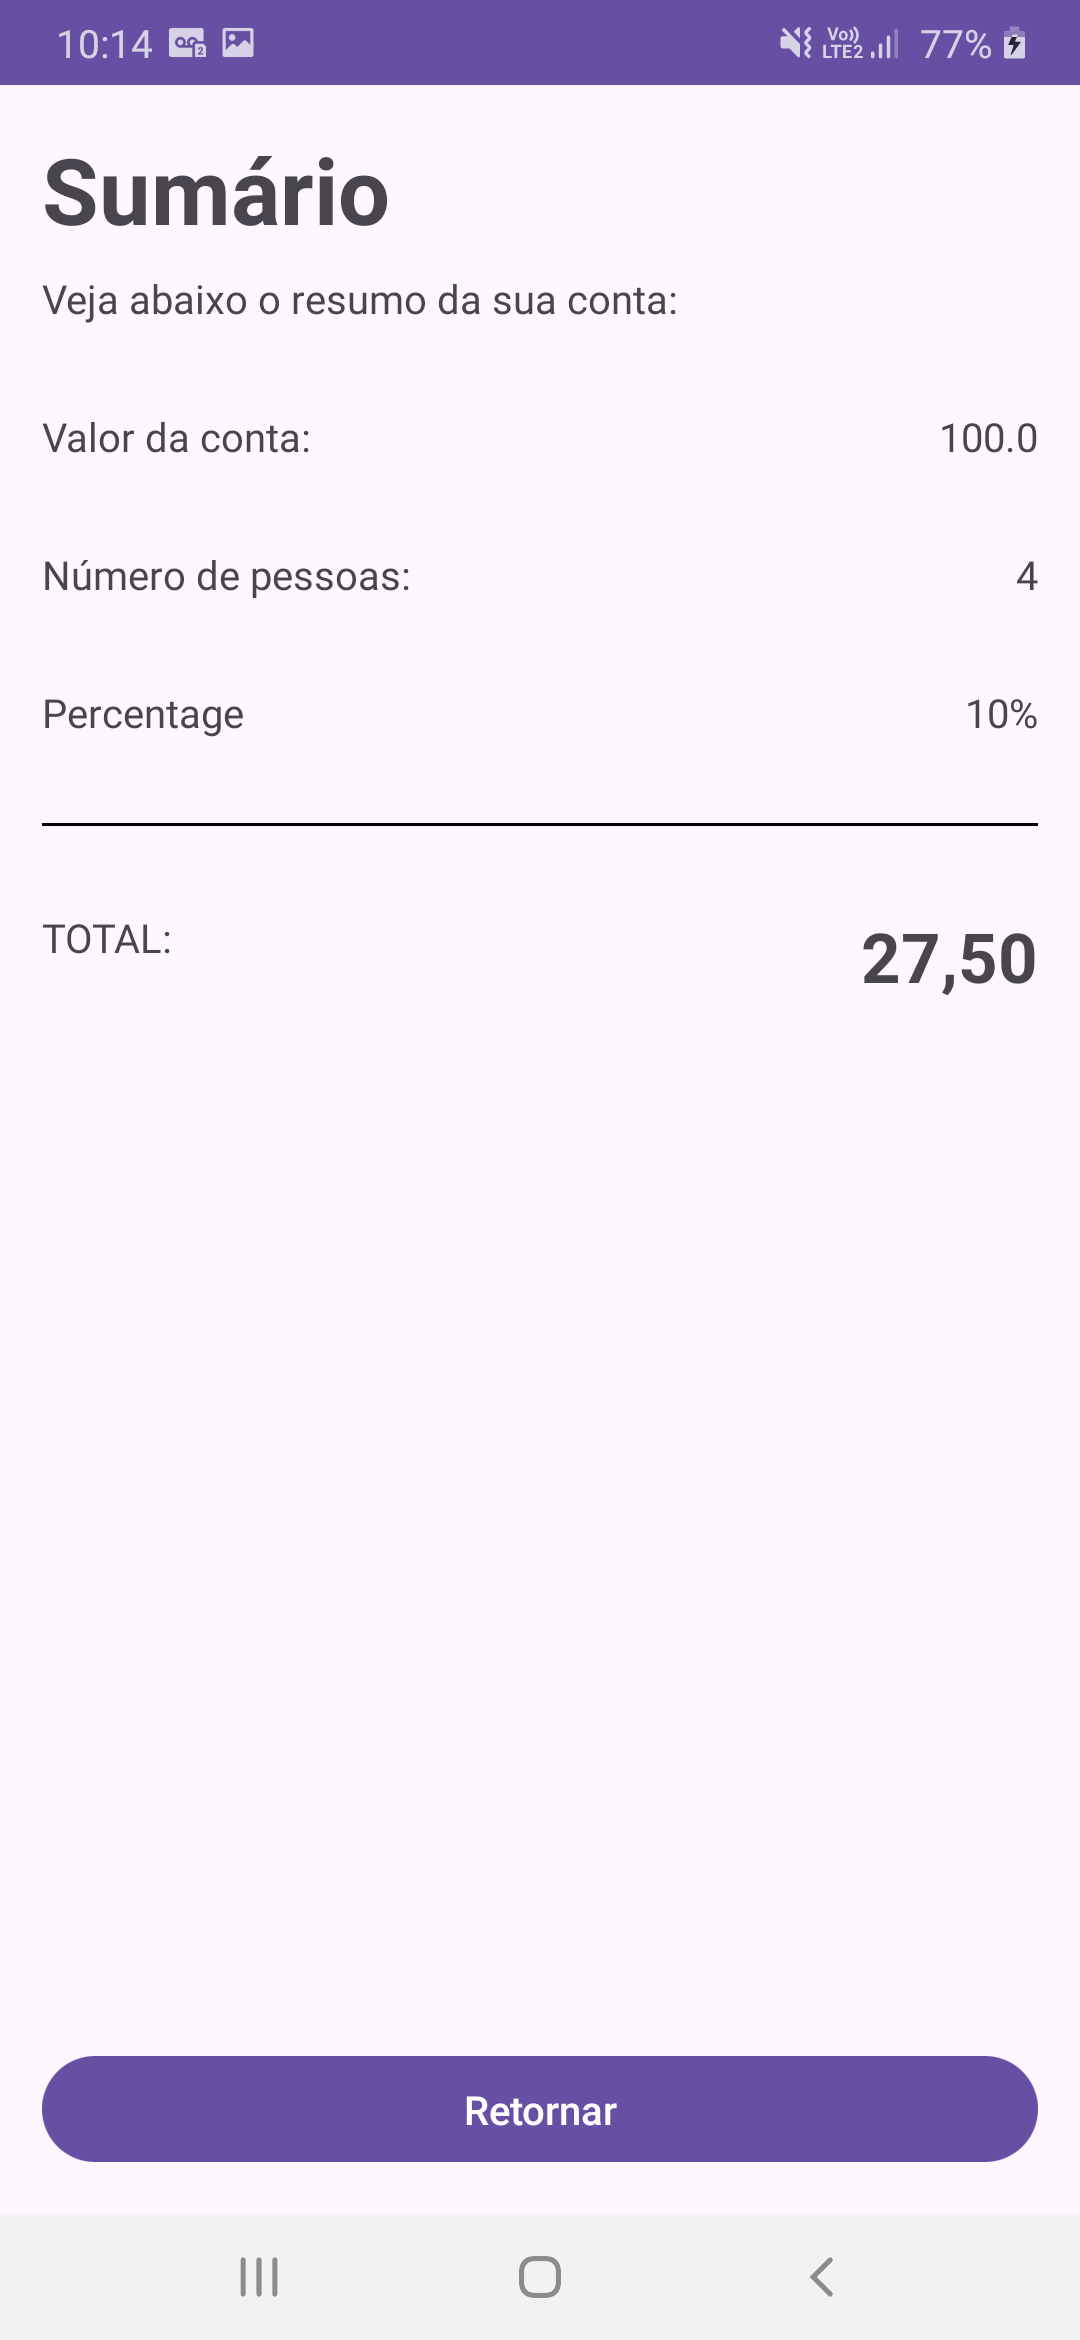 10:14
Vo)) LTE2 77%
Sumário
Veja abaixo o resumo da sua conta:
Valor da conta: 100.0
Número de pessoas: 4
Percentage 10%
TOTAL: 27,50
Retornar